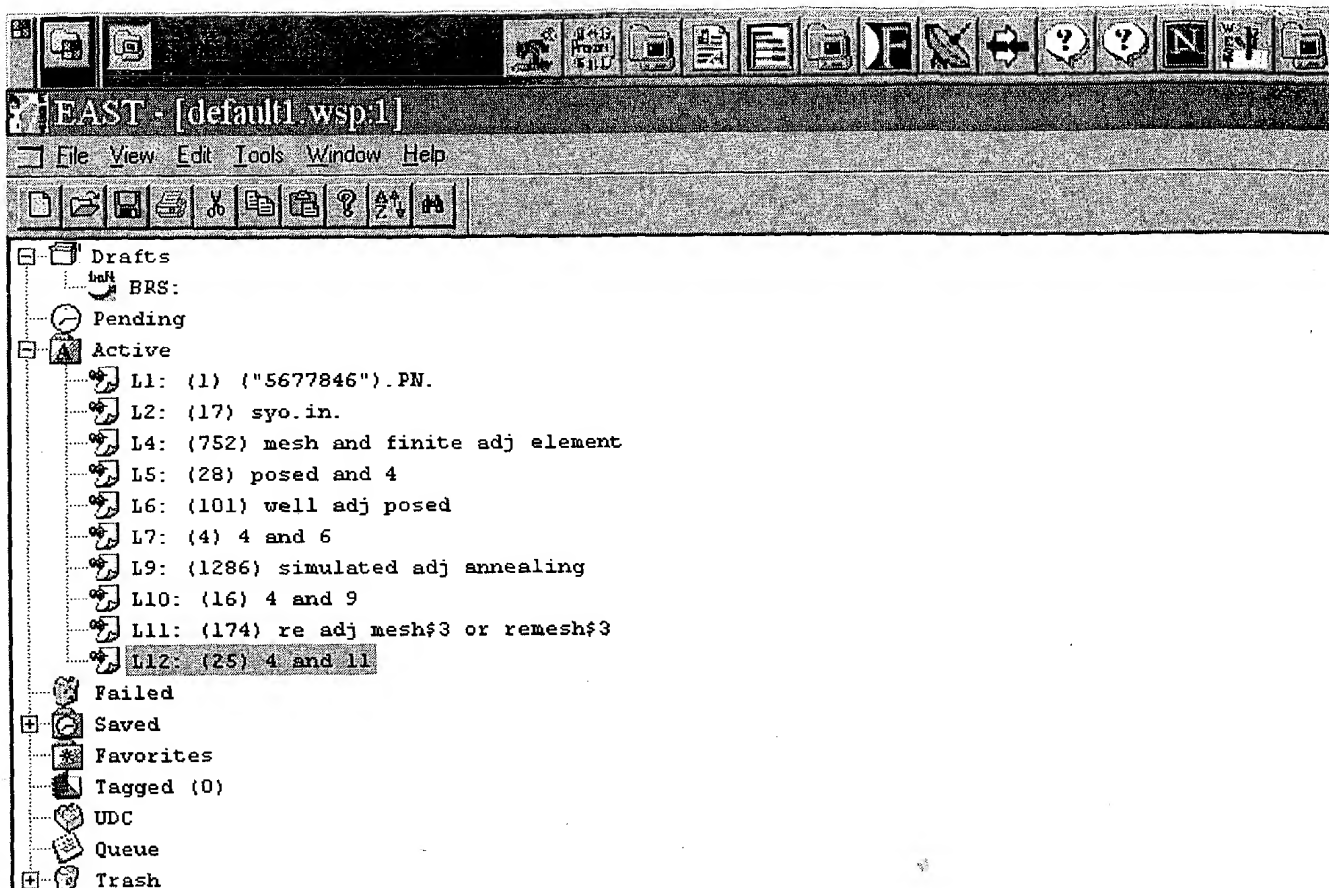 EAST - [default1.wsp:1]
File View Edit Tools Window Help
Drafts
BRS:
Pending
Active
L1: (1) ("5677846").PN.
L2: (17) syo.in.
L4: (752) mesh and finite adj element
L5: (28) posed and 4
L6: (101) well adj posed
L7: (4) 4 and 6
L9: (1286) simulated adj annealing
L10: (16) 4 and 9
L11: (174) re adj mesh$3 or remesh$3
L12: (25) 4 and 11
Failed
Saved
Favorites
Tagged (0)
UDC
Queue
Trash